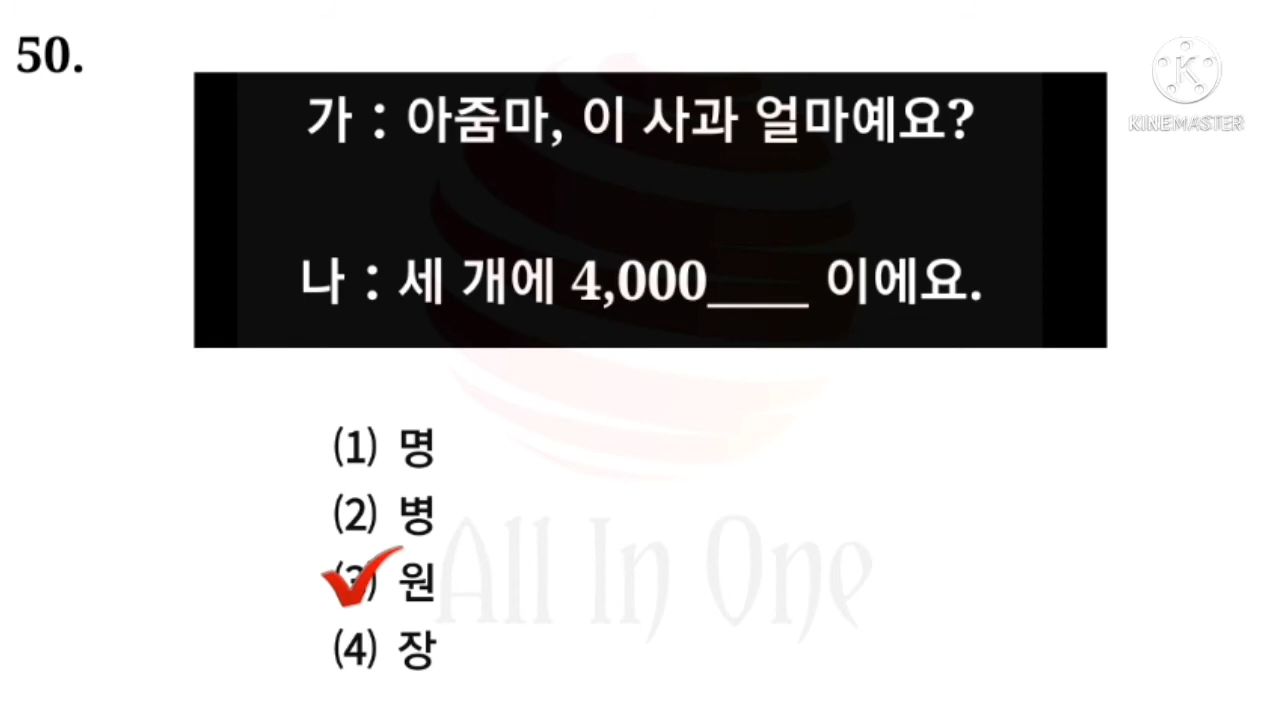 50.
KINEMASTER
가 : 아줌마, 이 사과 얼마예요?
나 : 세 개에 4,000____ 이에요.
(1) 명
(2) 병
(3) 원
(4) 장
All In One